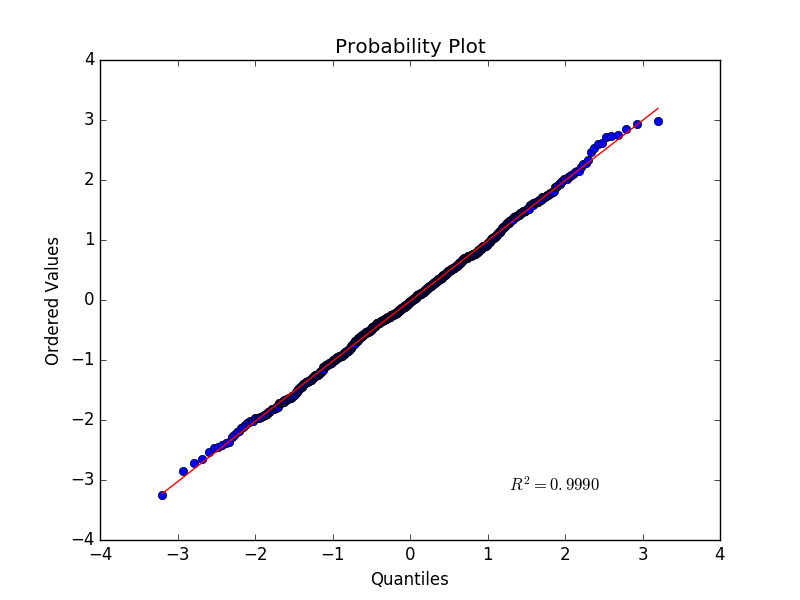 Probability Plot
4
3
2
1
0
−1
−2
−3
−4
Ordered Values
R² = 0.9990
−4 −3 −2 −1 0 1 2 3 4
Quantiles